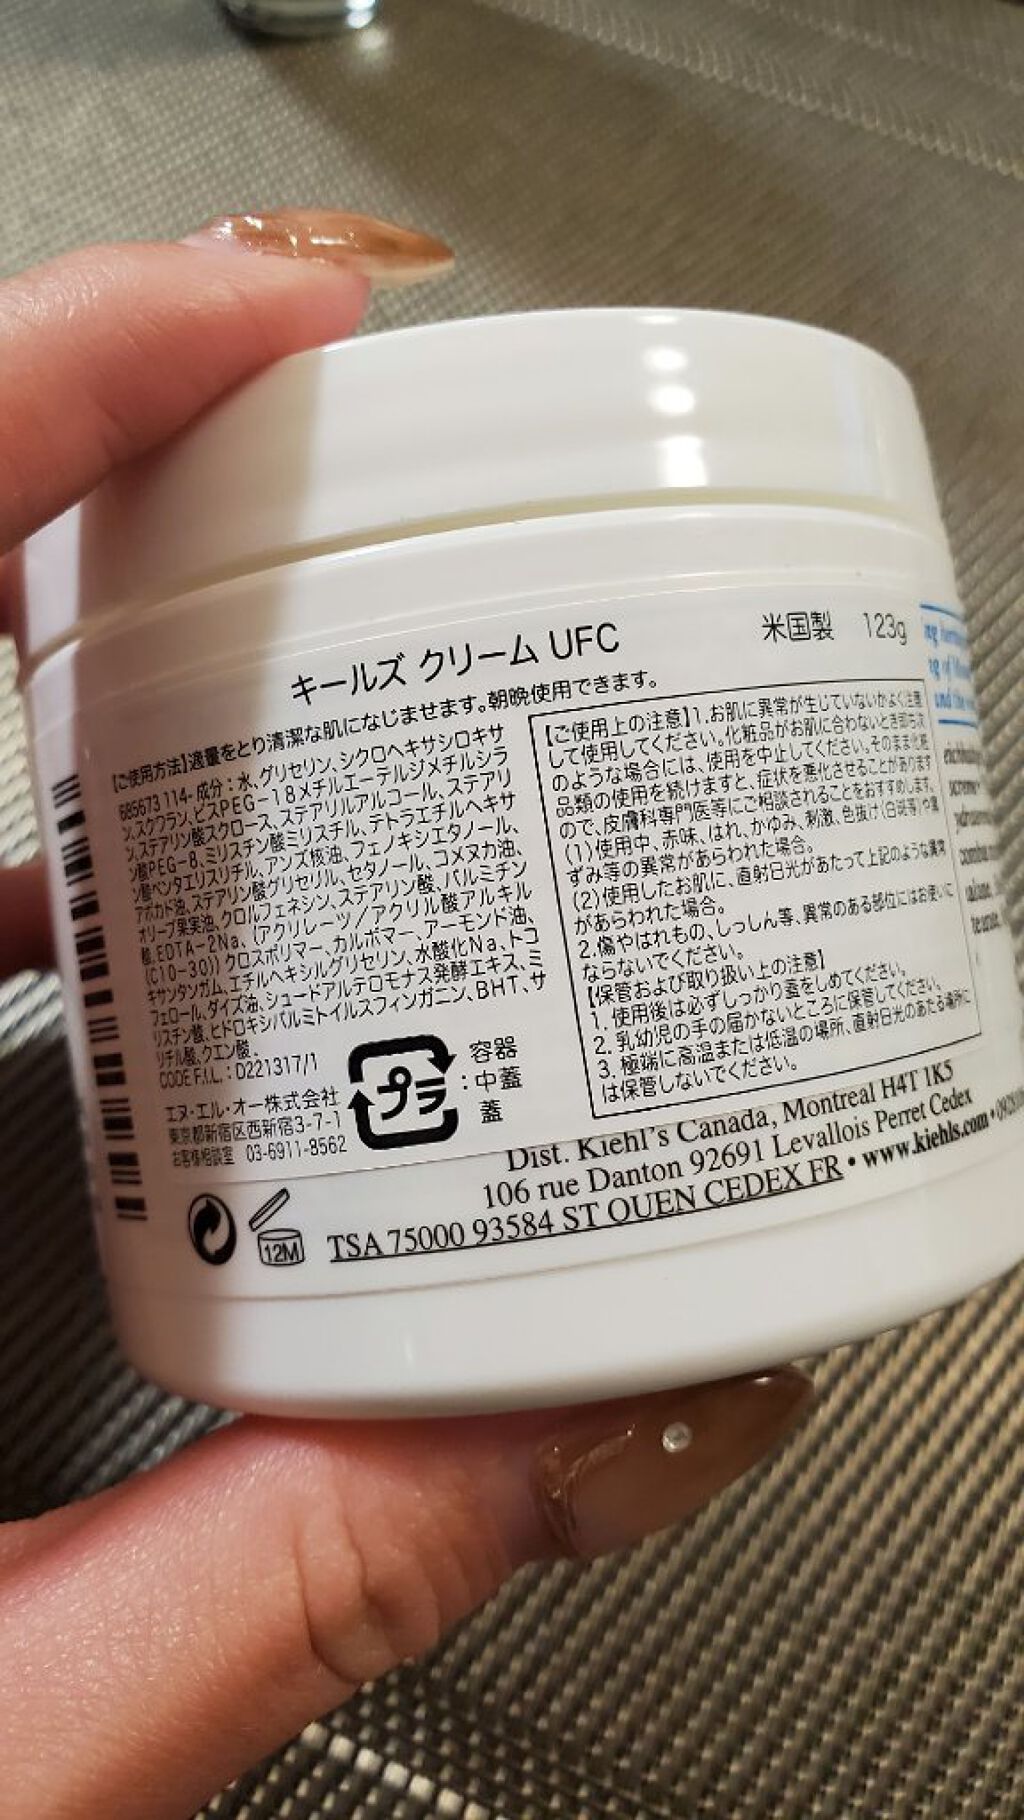 キールズ クリーム UFC
米国製 123g
【ご使用方法】適量をとり清潔な肌になじませます。朝晩使用できます。
685673 114- 成分：水、グリセリン、シクロヘキサシロキサ
ン、スクワラン、ビスPEG-18メチルエーテルジメチルシラ
ン、ステアリン酸スクロース、ステアリルアルコール、ステアリ
ン酸PEG-8、ミリスチン酸ミリスチル、テトラエチルヘキサ
ン酸ペンタエリスリチル、アンズ核油、フェノキシエタノール、
アボカド油、ステアリン酸グリセリル、セタノール、コメヌカ油、
オリーブ果実油、クロルフェネシン、ステアリン酸、パルミチン
酸、EDTA-2Na、(アクリレーツ/アクリル酸アルキル
(C10-30)) クロスポリマー、カルボマー、アーモンド油、
キサンタンガム、エチルヘキシルグリセリン、水酸化Na、トコ
フェロール、ダイズ油、シュードアルテロモナス発酵エキス、ミ
リスチン酸、ヒドロキシパルミトイルスフィンガニン、BHT、サ
リチル酸、クエン酸、
CODE F.I.L. : D221317/1
エヌ・エル・オー株式会社
東京都新宿区西新宿3-7-1
お客様相談室 03-6911-8562
プラ
容器
：中蓋
蓋
【ご使用上の注意】1.お肌に異常が生じていないかよく注意
して使用してください。化粧品がお肌に合わないとき即ち次
のような場合には、使用を中止してください。そのまま化粧
品類の使用を続けますと、症状を悪化させることがあります
ので、皮膚科専門医等にご相談されることをおすすめします。
(1)使用中、赤味、はれ、かゆみ、刺激、色抜け(白斑等)や黒
ずみ等の異常があらわれた場合。
(2)使用したお肌に、直射日光があたって上記のような異常
があらわれた場合。
2.傷やはれもの、しっしん等、異常のある部位にはお使いに
ならないでください。
【保管および取り扱い上の注意】
1. 使用後は必ずしっかり蓋をしめてください。
2. 乳幼児の手の届かないところに保管してください。
3. 極端に高温または低温の場所、直射日光のあたる場所に
は保管しないでください。
Dist. Kiehl's Canada, Montreal H4T 1K5
106 rue Danton 92691 Levallois Perret Cedex
TSA 75000 93584 ST OUEN CEDEX FR • www.kiehls.com •
12M